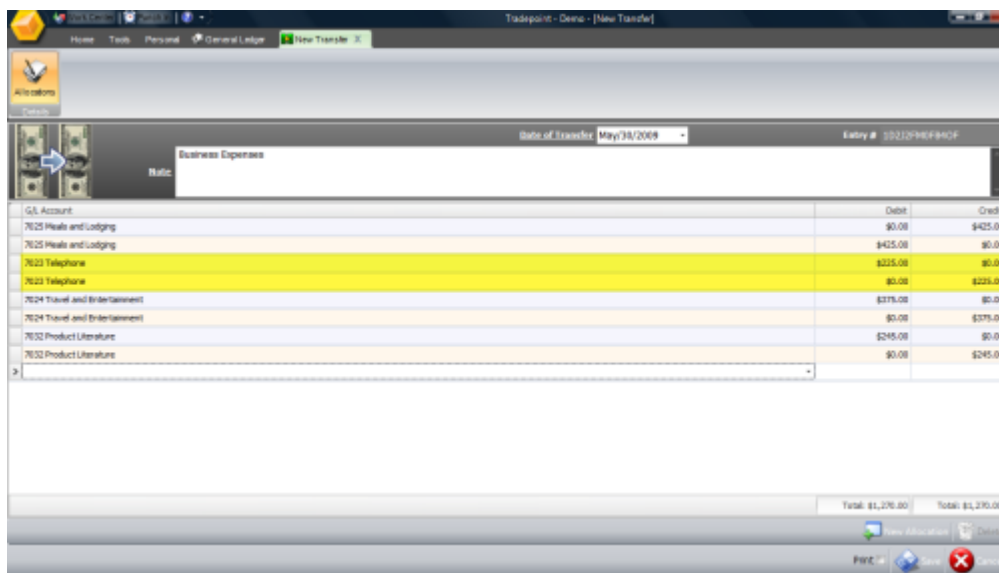 Tradepoint - Demo - [New Transfer]
Home Tools Personal General Ledger New Transfer X
Allocations
Details
Date of Transfer May/30/2009 Entry #
Note Business Expenses
G/L Account Debit Credi
7025 Meals and Lodging $0.00 $425.0
7025 Meals and Lodging $425.00 $0.0
7023 Telephone $225.00 $0.0
7023 Telephone $0.00 $225.0
7024 Travel and Entertainment $375.00 $0.0
7024 Travel and Entertainment $0.00 $375.0
7032 Product Literature $245.00 $0.0
7032 Product Literature $0.00 $245.0
Total: $1,270.00 Total: $1,270.0
New Allocation Delet
Print Save Cance